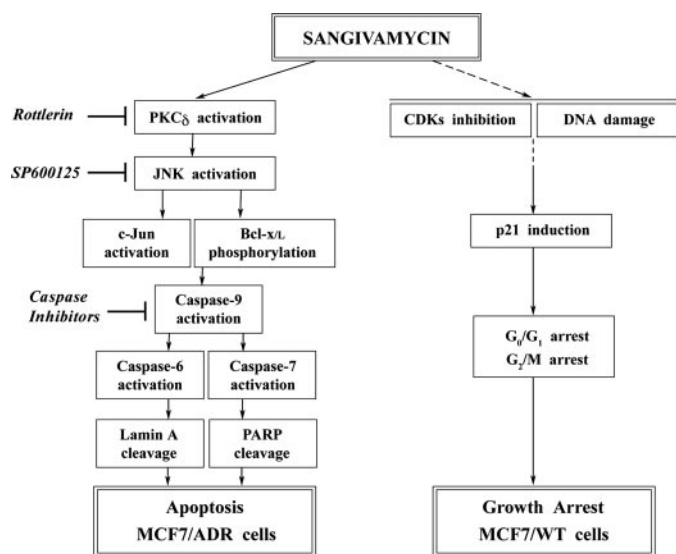 SANGIVAMYCIN
Rottlerin
PKCδ activation
CDKs inhibition
DNA damage
SP600125
JNK activation
c-Jun
activation
Bcl-x/L
phosphorylation
p21 induction
Caspase
Inhibitors
Caspase-9
activation
G0/G1 arrest
G2/M arrest
Caspase-6
activation
Caspase-7
activation
Lamin A
cleavage
PARP
cleavage
Apoptosis
MCF7/ADR cells
Growth Arrest
MCF7/WT cells